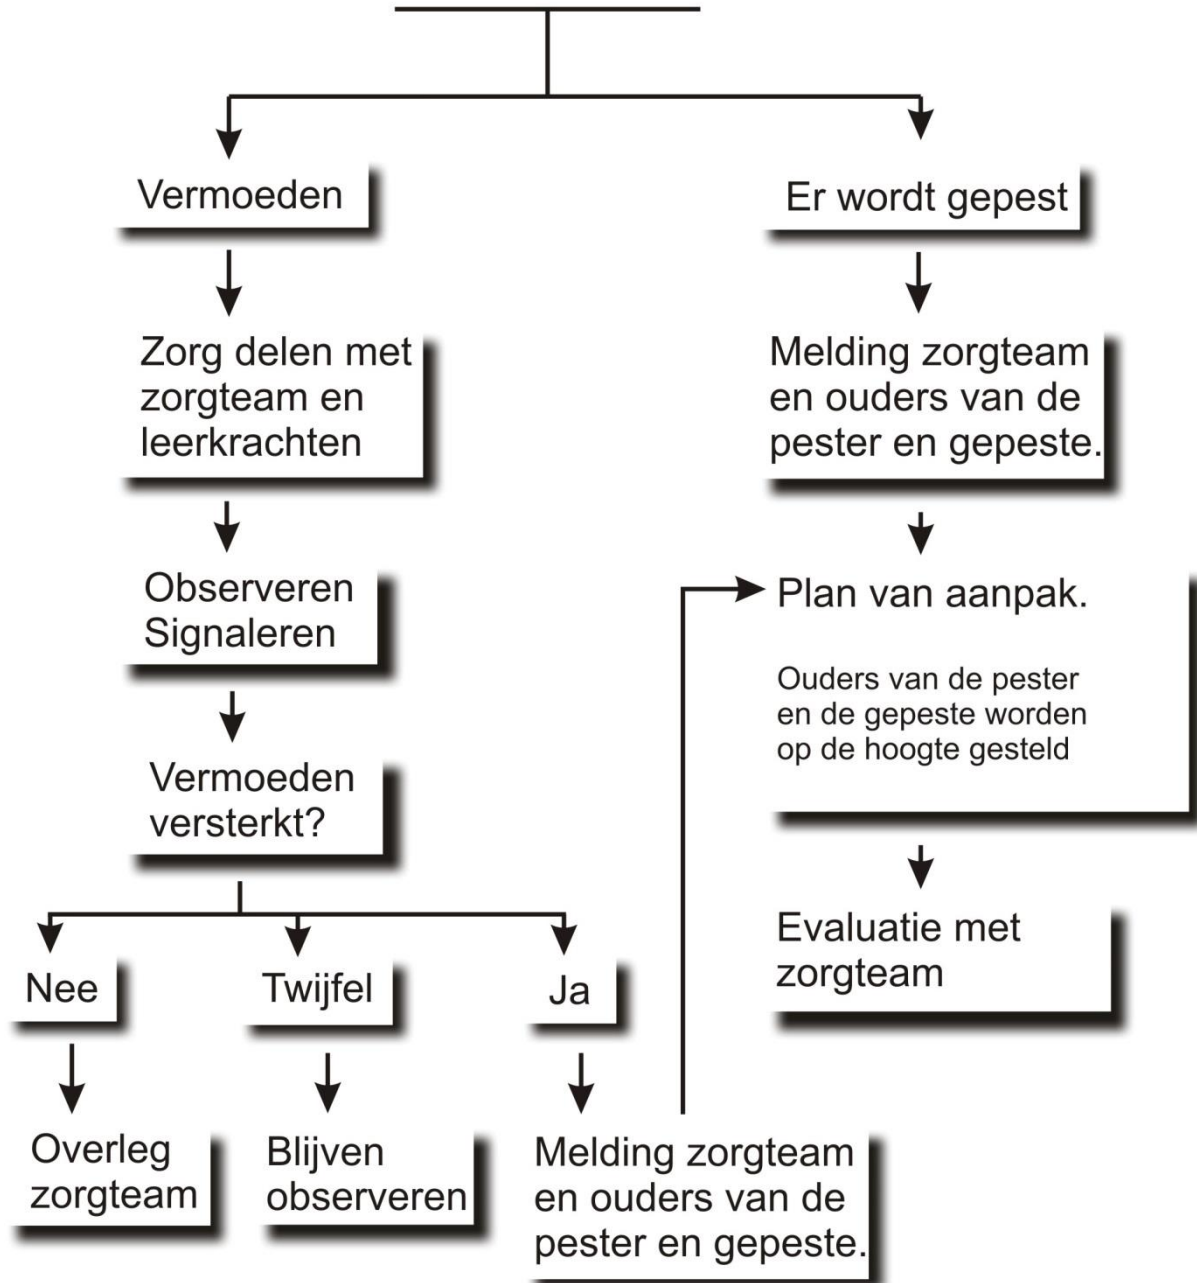 Vermoeden
Er wordt gepest
Zorg delen met
zorgteam en
leerkrachten
Melding zorgteam
en ouders van de
pester en gepeste.
Observeren
Signaleren
Plan van aanpak.
Ouders van de pester
en de gepeste worden
op de hoogte gesteld
Vermoeden
versterkt?
Evaluatie met
zorgteam
Nee
Twijfel
Ja
Overleg
zorgteam
Blijven
observeren
Melding zorgteam
en ouders van de
pester en gepeste.